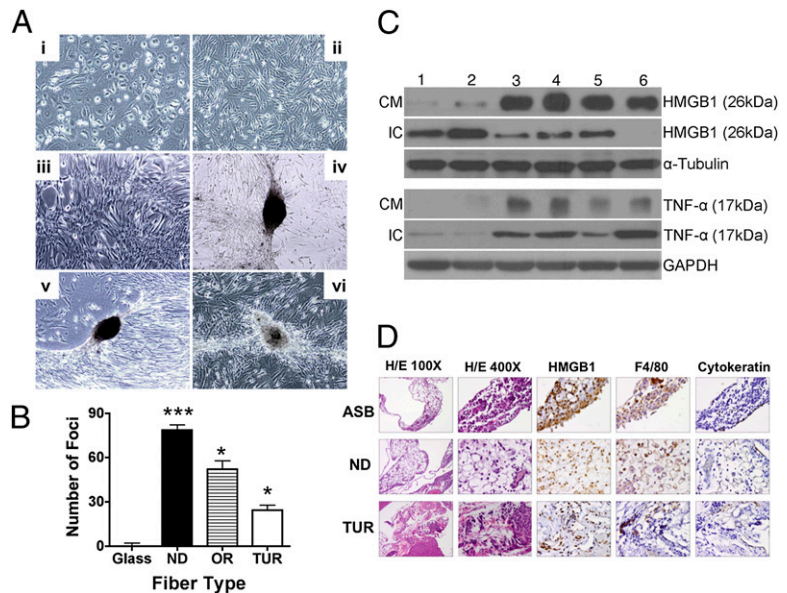 A
i
ii
iii
iv
v
vi
B
Number of Foci
90
60
30
0
***
*
*
Glass ND OR TUR
Fiber Type
C
1 2 3 4 5 6
CM HMGB1 (26kDa)
IC HMGB1 (26kDa)
α-Tubulin
CM TNF-α (17kDa)
IC TNF-α (17kDa)
GAPDH
D
H/E 100X H/E 400X HMGB1 F4/80 Cytokeratin
ASB
ND
TUR